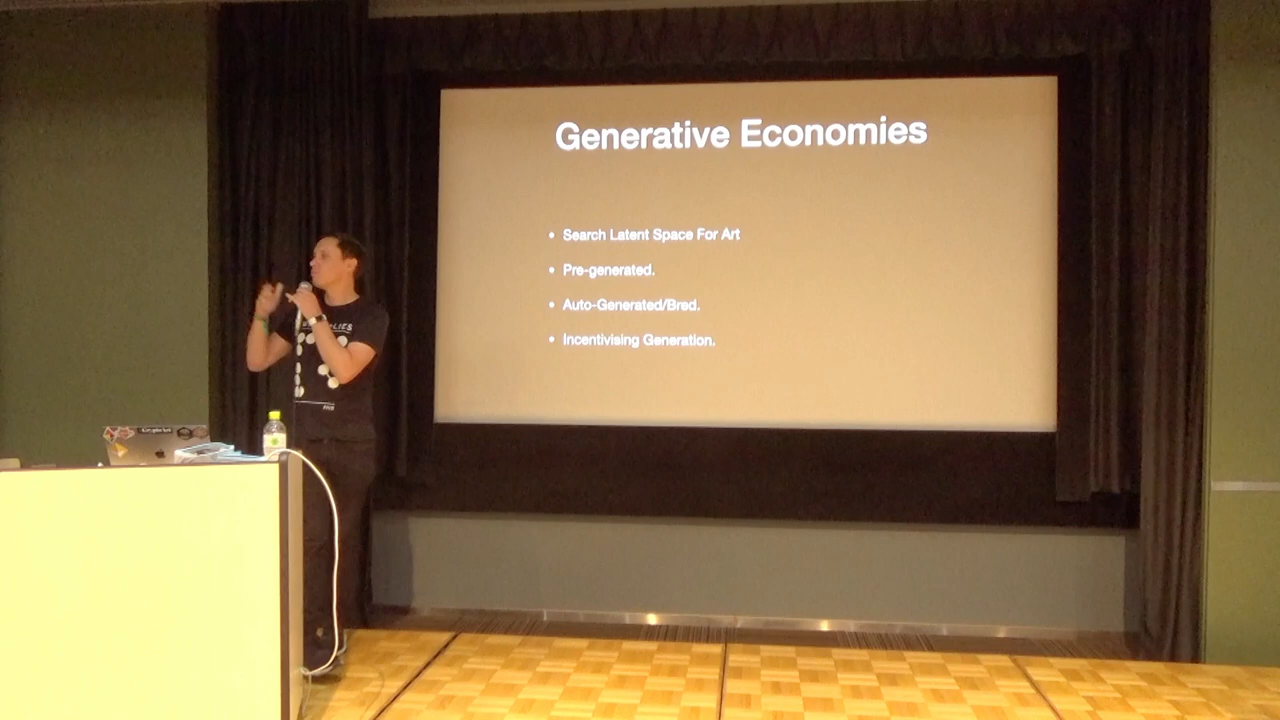 Generative Economies
• Search Latent Space For Art
• Pre-generated.
• Auto-Generated/Bred.
• Incentivising Generation.